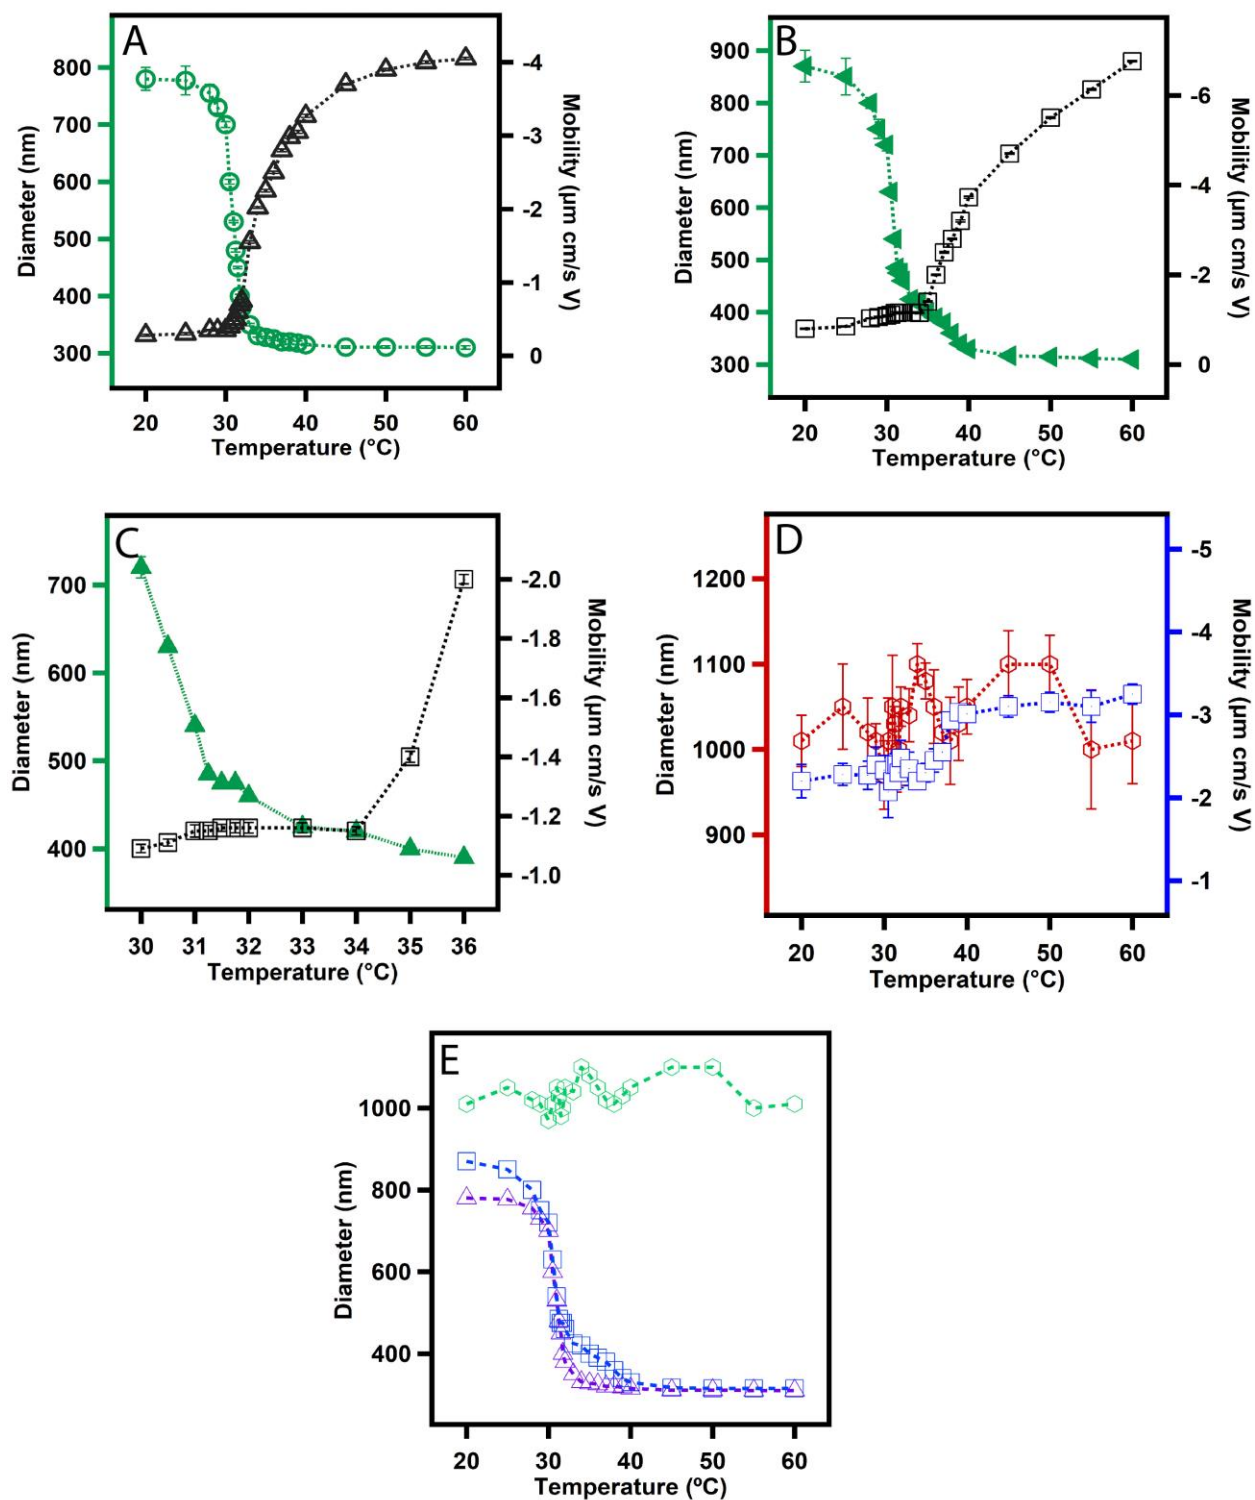 A
Diameter (nm)
800
700
600
500
400
300
-4
-3
-2
-1
0
Mobility (µm cm/s V)
20 30 40 50 60
Temperature (°C)
B
Diameter (nm)
900
800
700
600
500
400
300
-6
-4
-2
0
Mobility (µm cm/s V)
20 30 40 50 60
Temperature (°C)
C
Diameter (nm)
700
600
500
400
-2.0
-1.8
-1.6
-1.4
-1.2
-1.0
Mobility (µm cm/s V)
30 31 32 33 34 35 36
Temperature (°C)
D
Diameter (nm)
1200
1100
1000
900
-5
-4
-3
-2
-1
Mobility (µm cm/s V)
20 30 40 50 60
Temperature (°C)
E
Diameter (nm)
1000
800
600
400
20 30 40 50 60
Temperature (ºC)